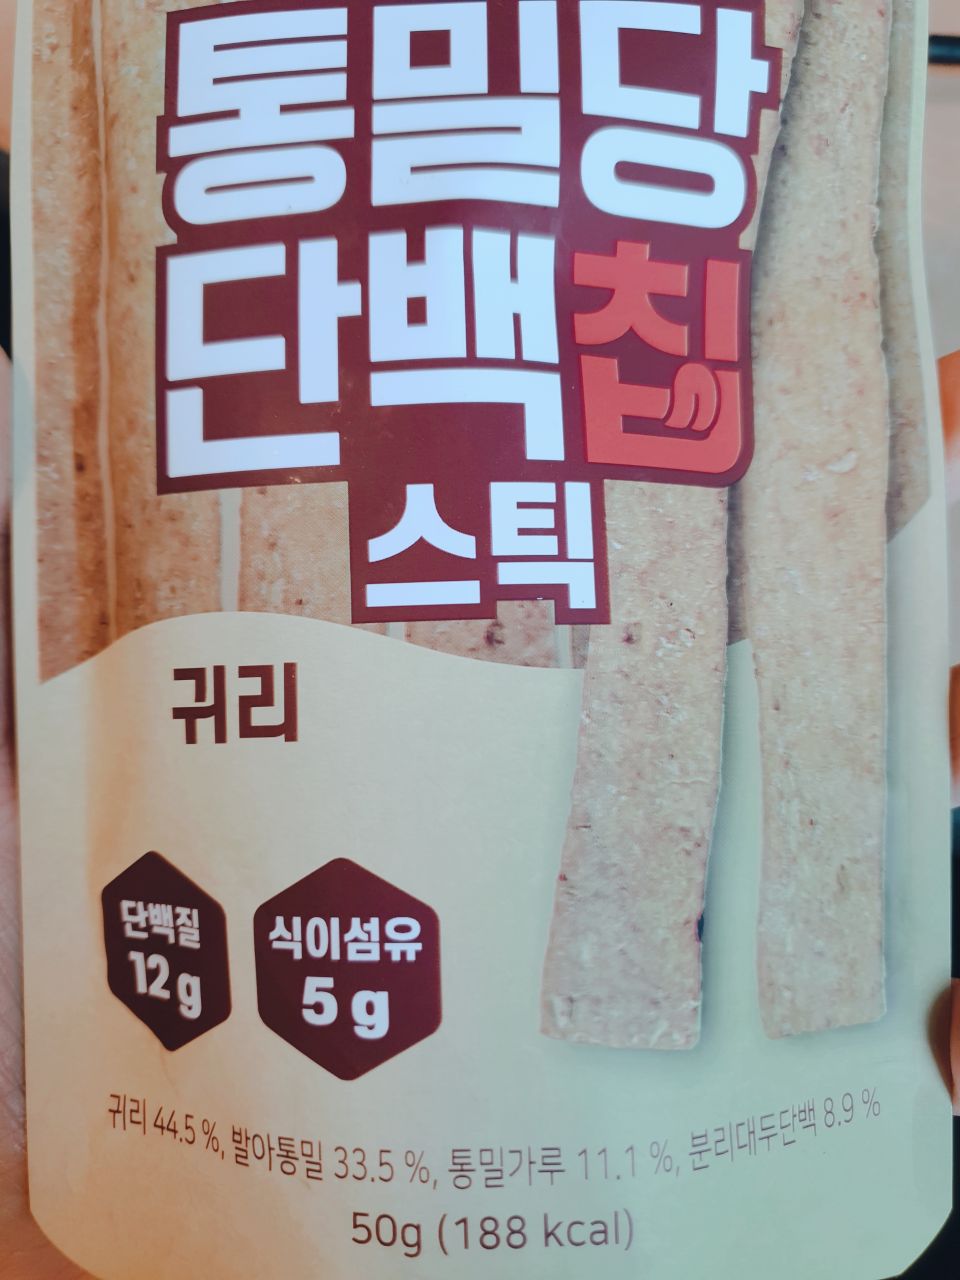 통밀당
단백칩
스틱
귀리
단백질
12 g
식이섬유
5 g
귀리 44.5 %, 발아통밀 33.5 %, 통밀가루 11.1 %, 분리대두단백 8.9 %
50g (188 kcal)